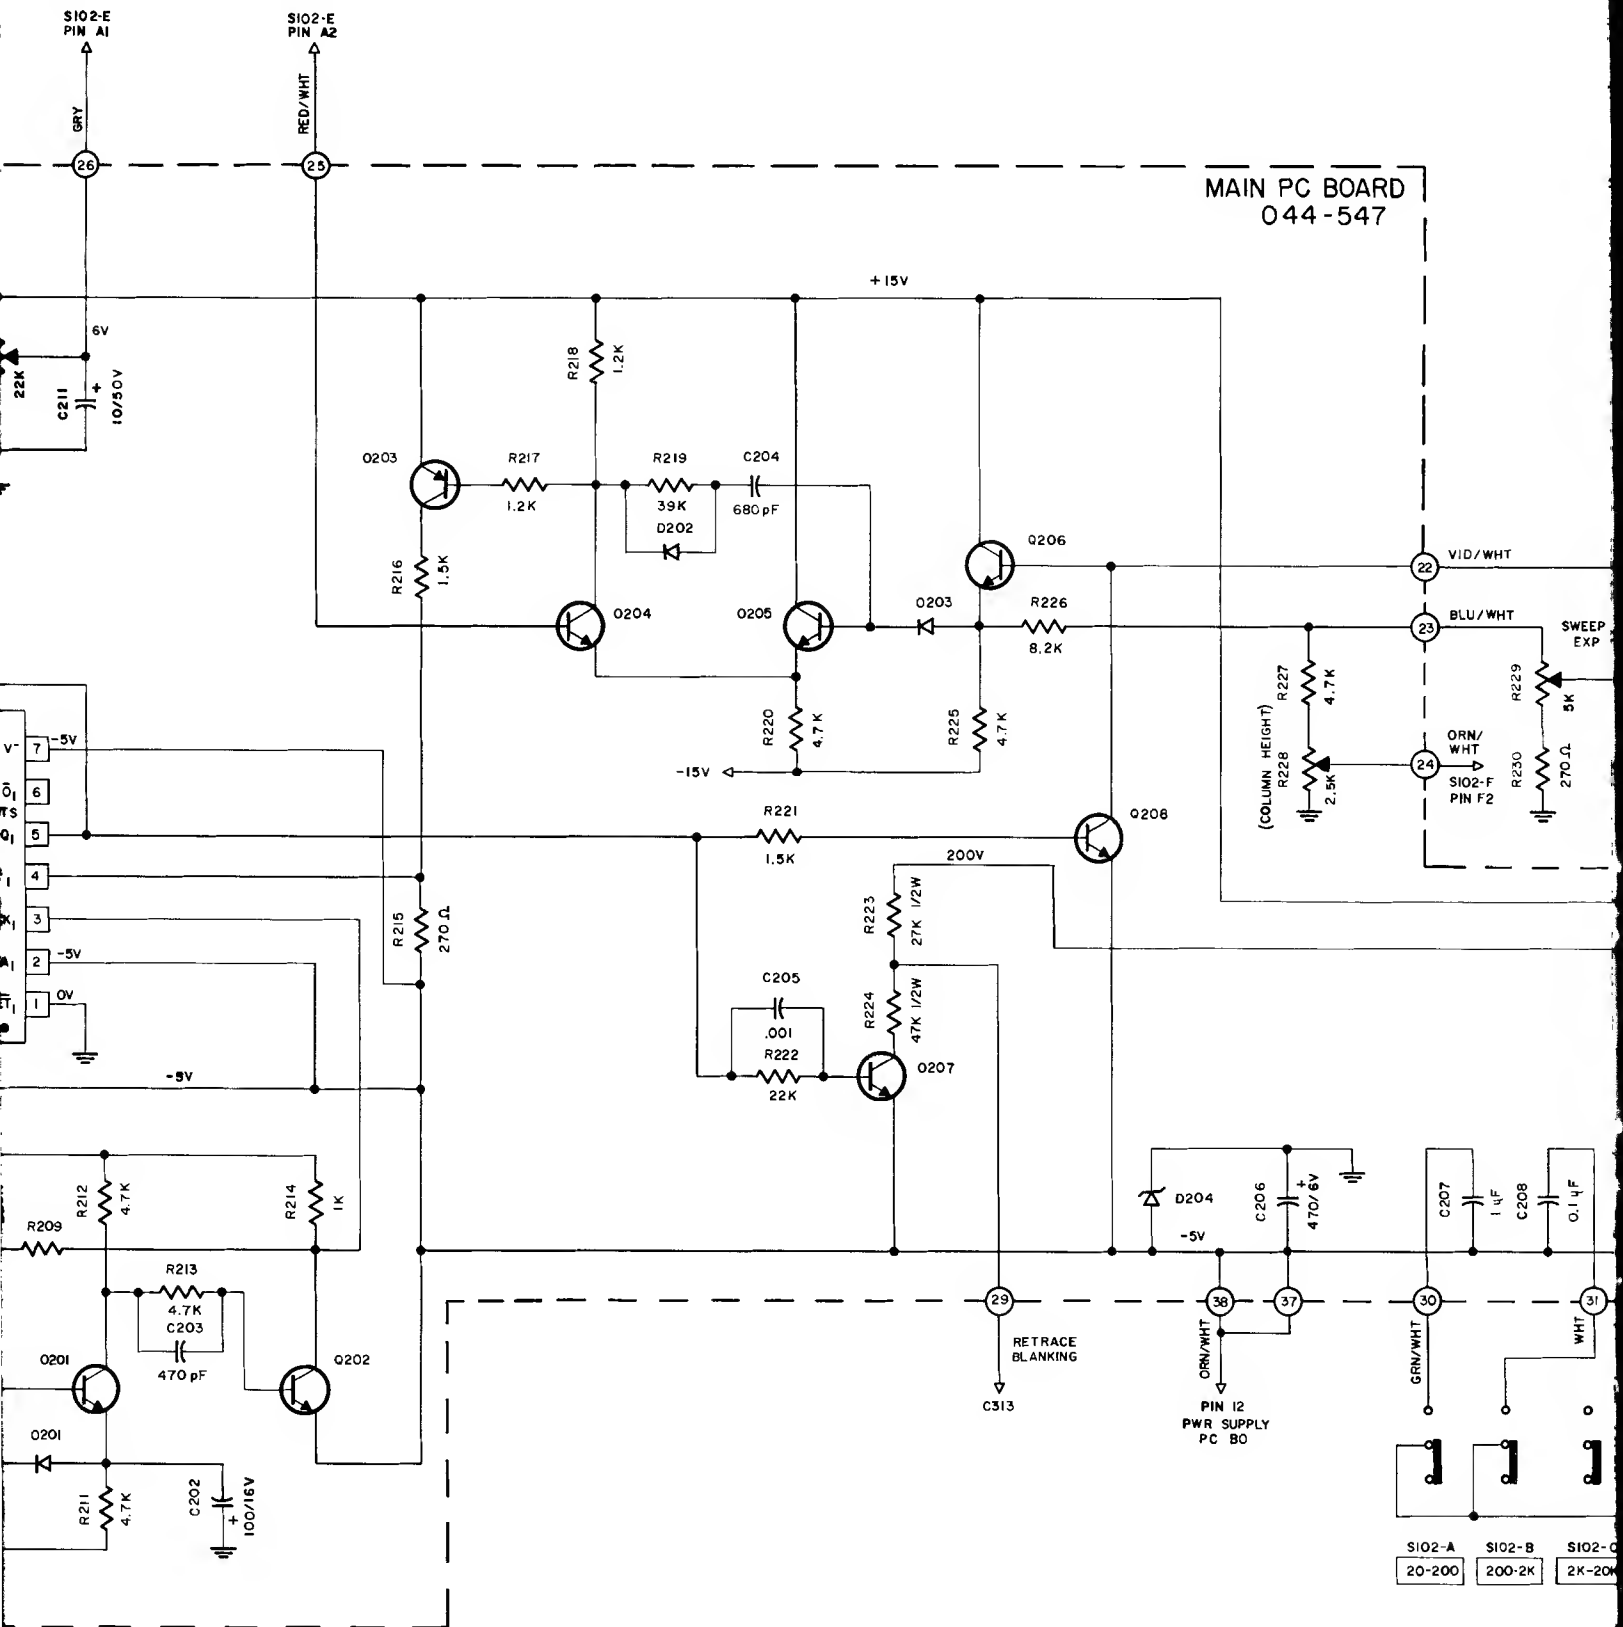 S102-E
PIN A1
S102-E
PIN A2
GRY
RED/WHT
26
25
MAIN PC BOARD
044-547
+15V
6V
22K
C211
+
10/50V
R218
1.2K
Q203
R217
1.2K
R219
39K
D202
C204
680pF
Q206
R216
1.5K
Q204
Q205
D203
R226
8.2K
22
VIO/WHT
23
BLU/WHT
SWEEP
EXP
R227
4.7K
R229
5K
(COLUMN HEIGHT)
R228
2.5K
24
ORN/
WHT
S102-F
PIN F2
R230
270Ω
R220
4.7K
R225
4.7K
-15V
V-
7
-5V
6
5
4
3
2
-5V
1
0V
R221
1.5K
Q208
200V
R223
27K 1/2W
R215
270Ω
C205
.001
R222
22K
R224
47K 1/2W
Q207
-5V
R212
4.7K
R214
1K
R209
R213
4.7K
C203
470pF
Q201
Q202
D201
R211
4.7K
C202
+
100/16V
D204
C206
+
470/6V
-5V
C207
1µF
C208
0.1µF
29
38
37
30
31
RETRACE
BLANKING
C313
ORN/WHT
PIN 12
PWR SUPPLY
PC BD
GRN/WHT
WHT
S102-A
20-200
S102-B
200-2K